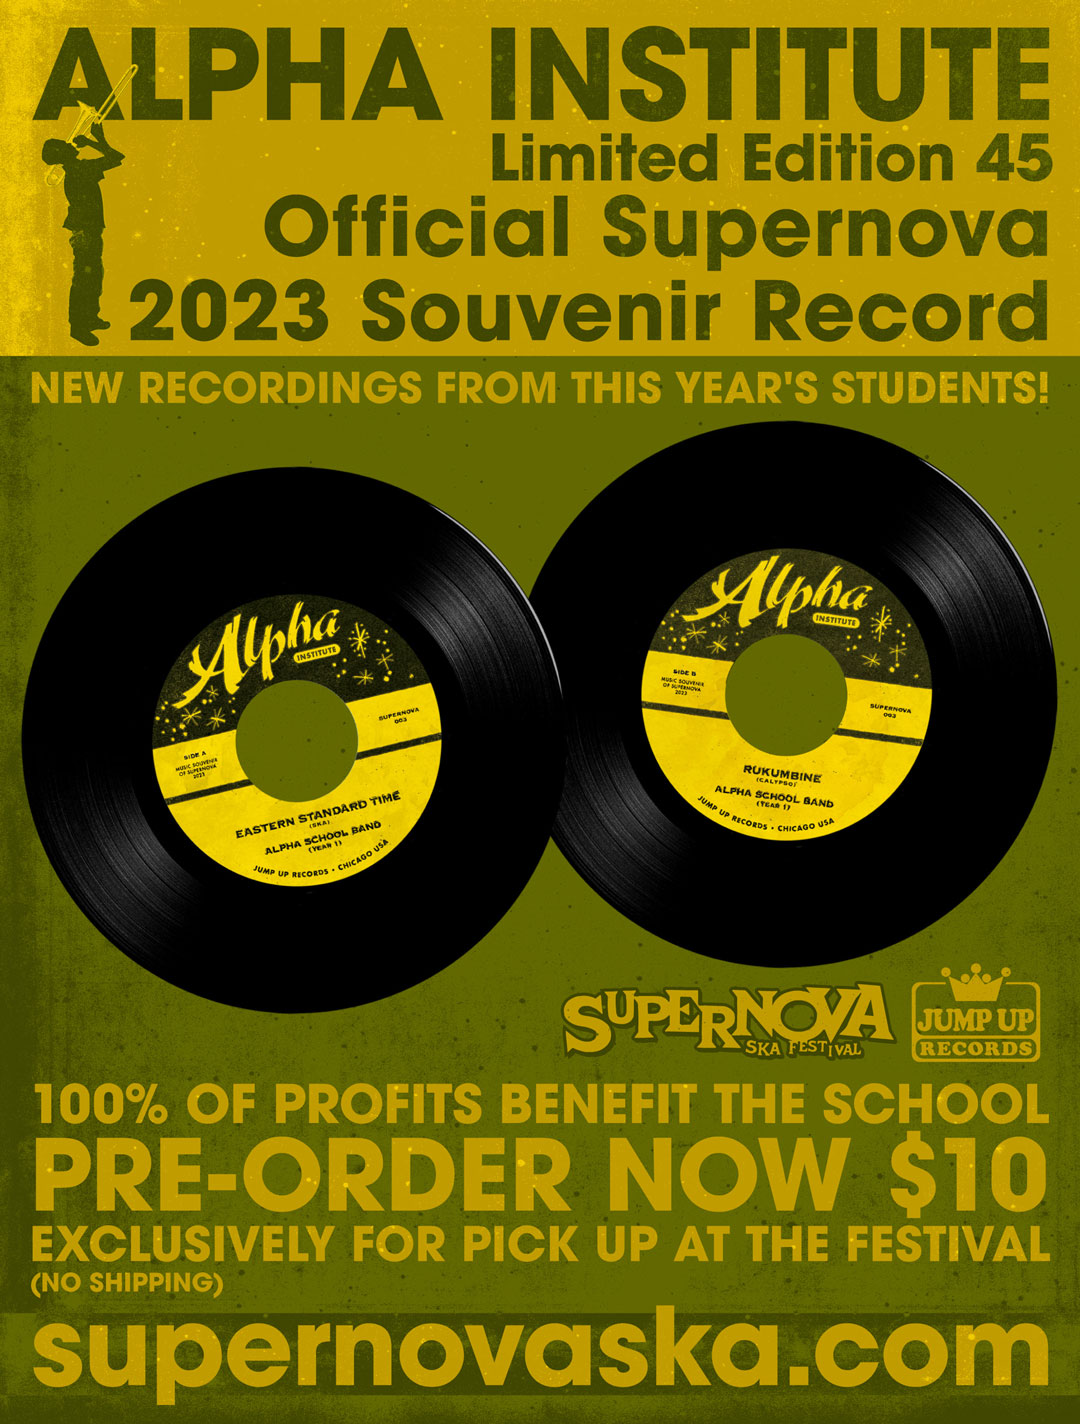 ALPHA INSTITUTE
Limited Edition 45
Official Supernova
2023 Souvenir Record
NEW RECORDINGS FROM THIS YEAR'S STUDENTS!
Alpha
INSTITUTE
SIDE A
MUSIC SOUVENIR
OF SUPERNOVA
2023
SUPERNOVA
003
EASTERN STANDARD TIME
(SKA)
ALPHA SCHOOL BAND
(YEAR 1)
JUMP UP RECORDS • CHICAGO USA
Alpha
INSTITUTE
SIDE B
MUSIC SOUVENIR
OF SUPERNOVA
2023
SUPERNOVA
003
RUKUMBINE
(CALYPSO)
ALPHA SCHOOL BAND
(YEAR 1)
JUMP UP RECORDS • CHICAGO USA
SUPERNOVA
SKA FESTIVAL
JUMP UP
RECORDS
100% OF PROFITS BENEFIT THE SCHOOL
PRE-ORDER NOW $10
EXCLUSIVELY FOR PICK UP AT THE FESTIVAL
(NO SHIPPING)
supernovaska.com